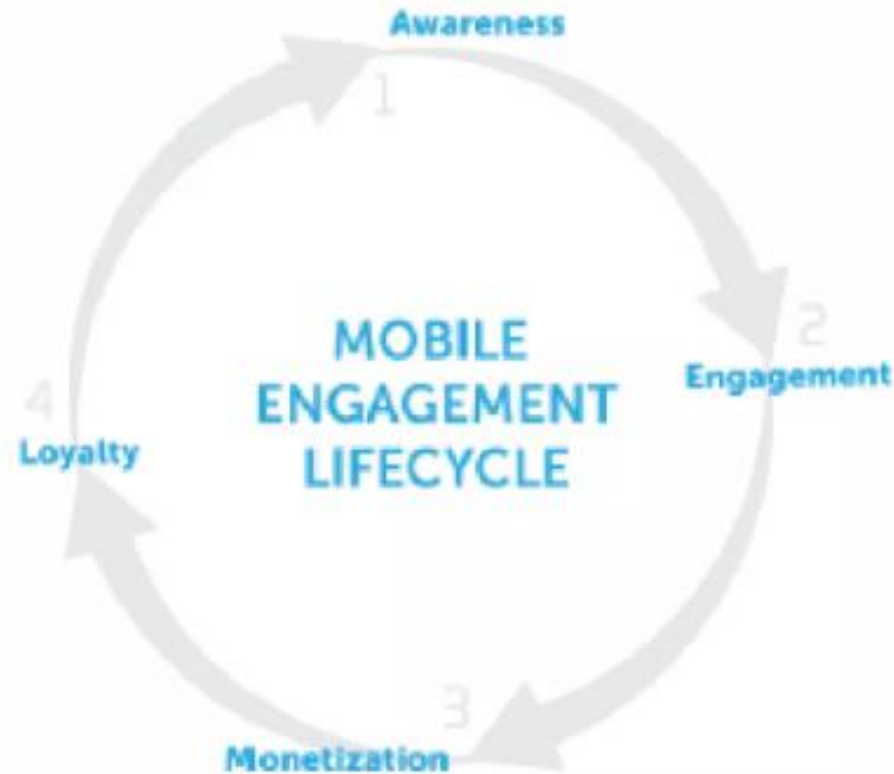 Awareness
1
2
Engagement
MOBILE
ENGAGEMENT
LIFECYCLE
4
Loyalty
3
Monetization